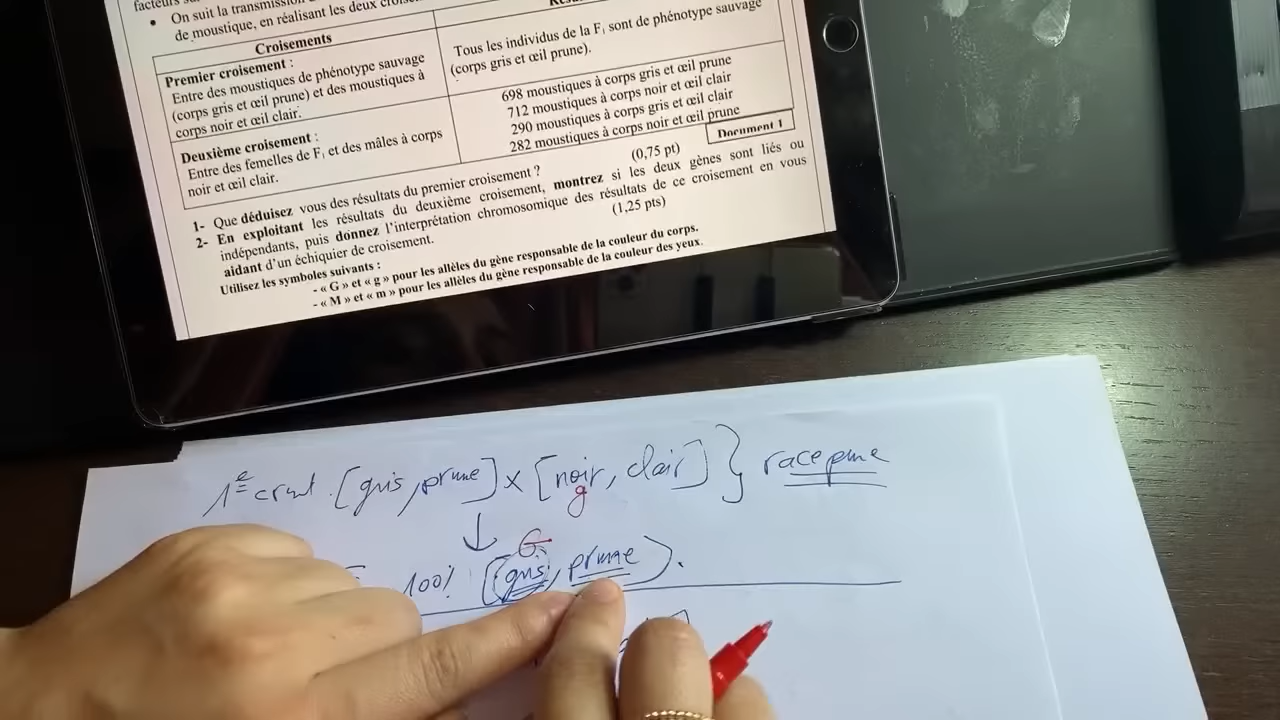 facteurs
• On suit la transmission
de moustique, en réalisant les deux
Croisements
Premier croisement :
Entre des moustiques de phénotype sauvage
(corps gris et œil prune) et des moustiques à
corps noir et œil clair.
Tous les individus de la F₁ sont de phénotype sauvage
(corps gris et œil prune).
Deuxième croisement :
Entre des femelles de F₁ et des mâles à corps
noir et œil clair.
698 moustiques à corps gris et œil prune
712 moustiques à corps noir et œil clair
290 moustiques à corps gris et œil clair
282 moustiques à corps noir et œil prune
Document 1
1- Que déduisez vous des résultats du premier croisement ? (0,75 pt)
2- En exploitant les résultats du deuxième croisement, montrez si les deux gènes sont liés ou
indépendants, puis donnez l'interprétation chromosomique des résultats de ce croisement en vous
aidant d'un échiquier de croisement. (1,25 pts)
Utilisez les symboles suivants :
- « G » et « g » pour les allèles du gène responsable de la couleur du corps.
- « M » et « m » pour les allèles du gène responsable de la couleur des yeux.
1e crmt . [gris, prune] x [noir, clair] } race pure
g
G
100% [gris, prune].